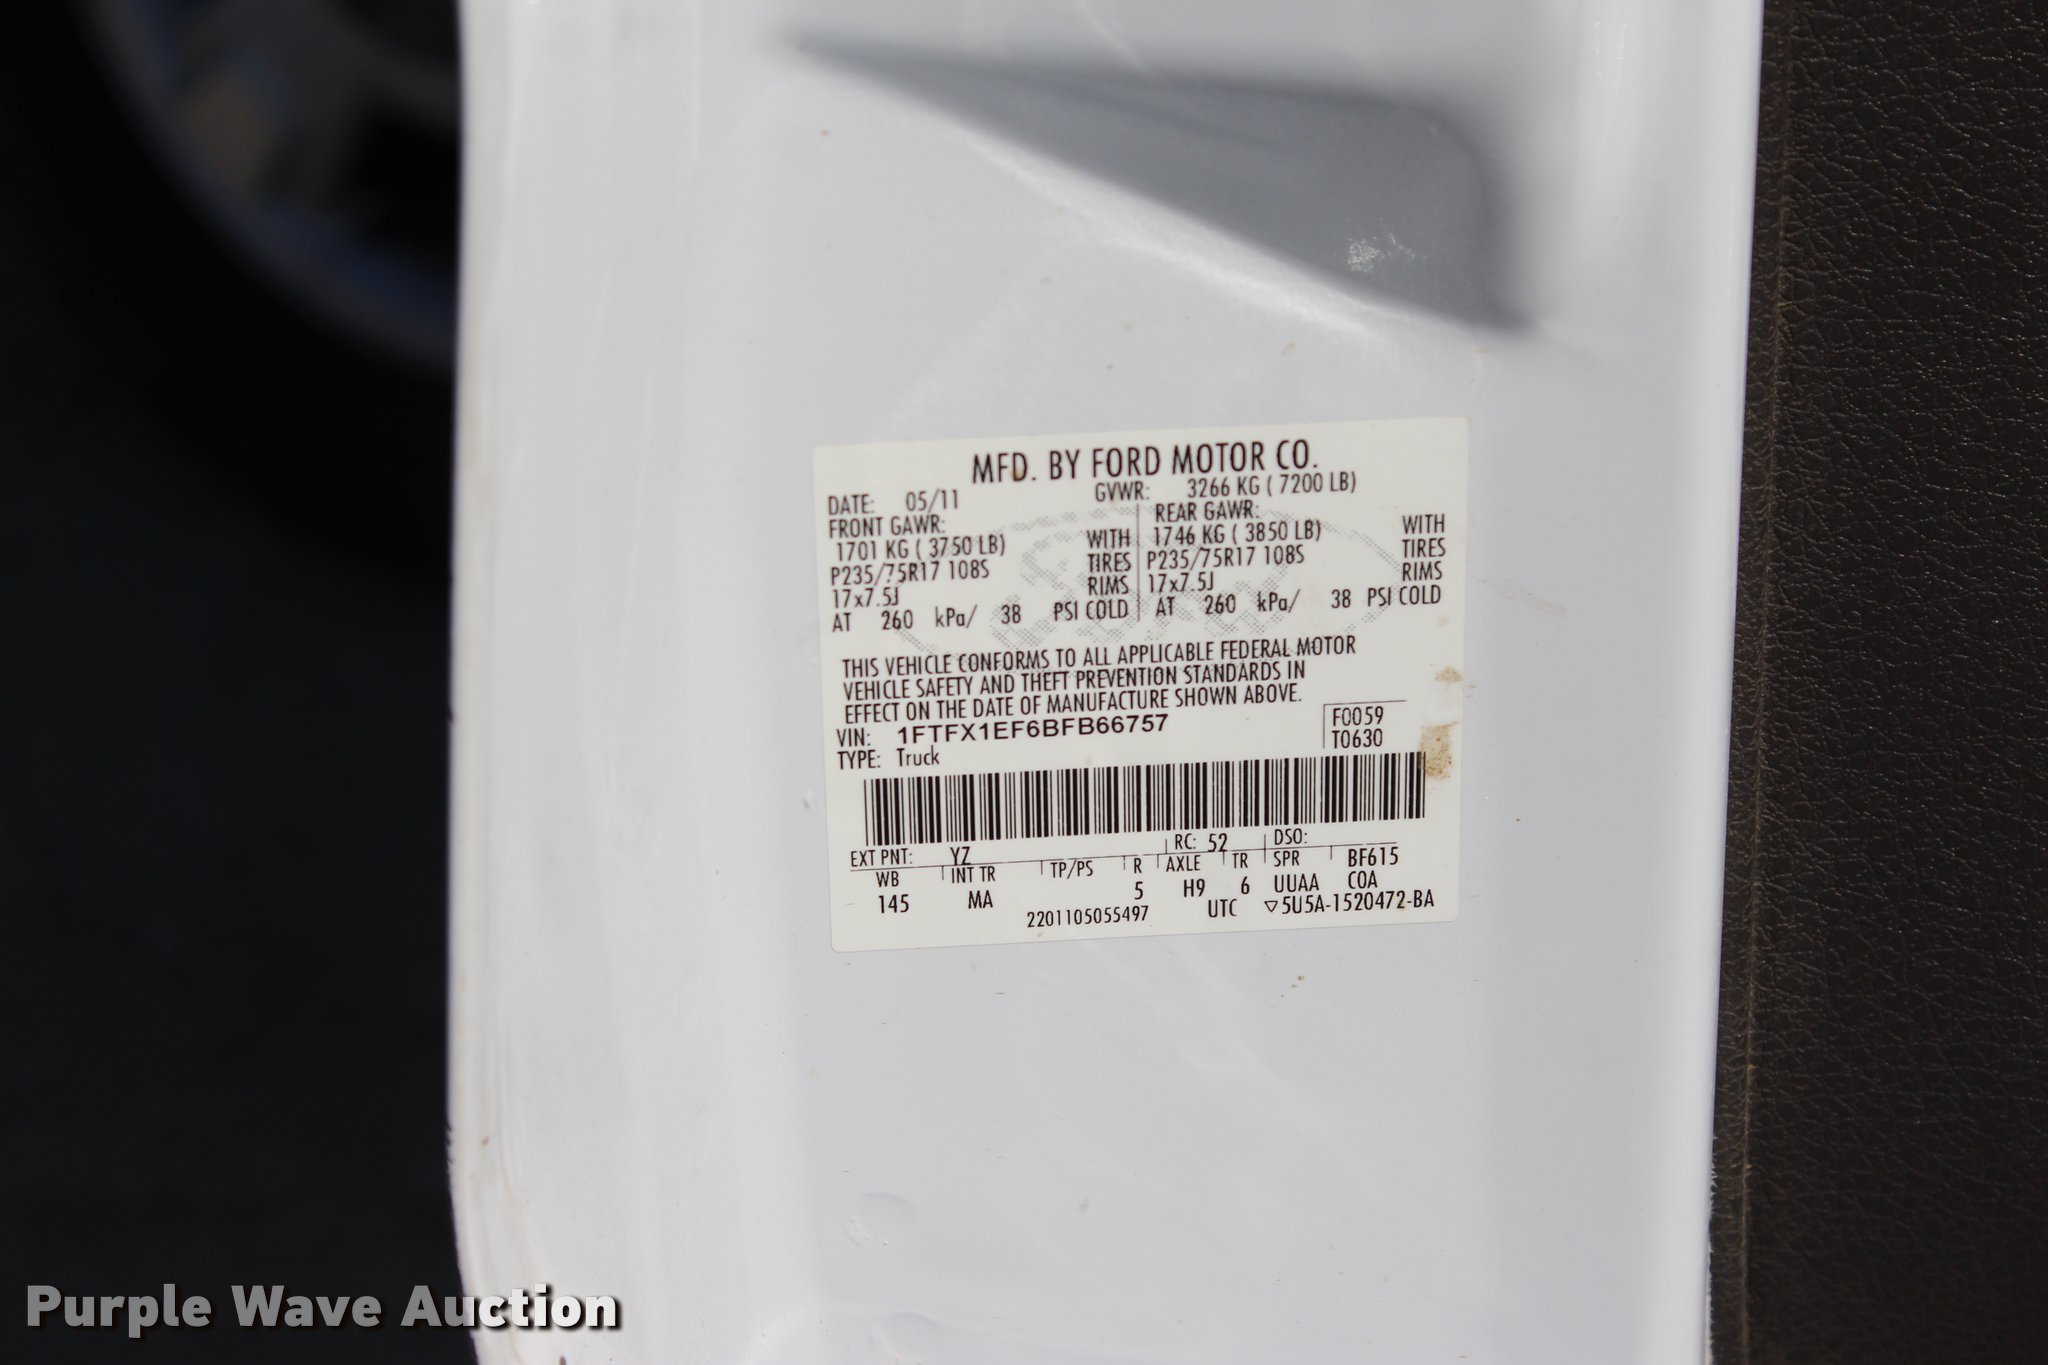 MFD. BY FORD MOTOR CO.
DATE: 05/11 GVWR: 3266 KG ( 7200 LB)
FRONT GAWR: REAR GAWR:
1701 KG ( 3750 LB) WITH 1746 KG ( 3850 LB) WITH
P235/75R17 108S TIRES P235/75R17 108S TIRES
17x7.5J RIMS 17x7.5J RIMS
AT 260 kPa/ 38 PSI COLD AT 260 kPa/ 38 PSI COLD
THIS VEHICLE CONFORMS TO ALL APPLICABLE FEDERAL MOTOR
VEHICLE SAFETY AND THEFT PREVENTION STANDARDS IN
EFFECT ON THE DATE OF MANUFACTURE SHOWN ABOVE.
VIN: 1FTFX1EF6BFB66757 F0059
TYPE: Truck T0630
EXT PNT: YZ RC: 52 DSO:
WB INT TR TP/PS R AXLE TR SPR BF615
145 MA 5 H9 6 UUAA COA
2201105055497 UTC ▽5U5A-1520472-BA
Purple Wave Auction